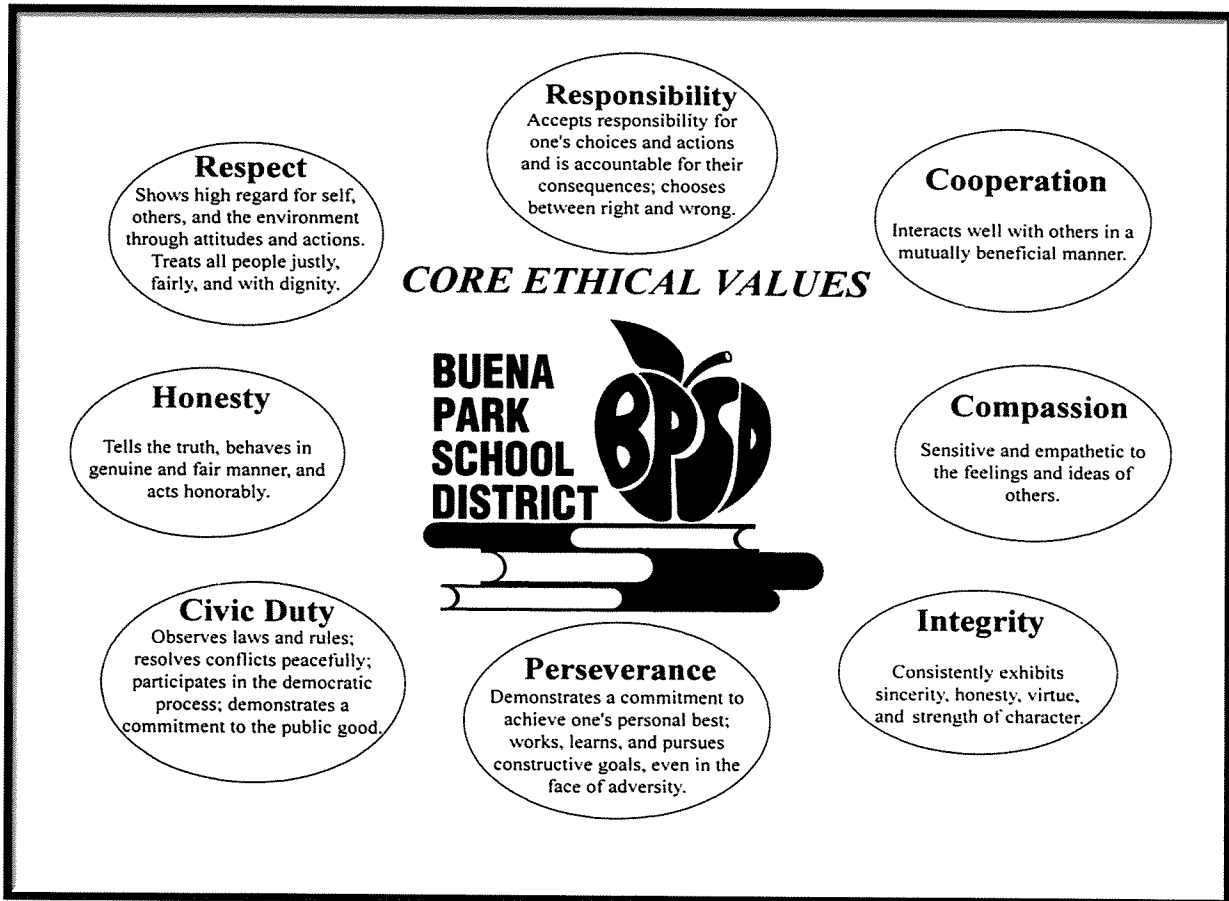 Responsibility
Accepts responsibility for
one's choices and actions
and is accountable for their
consequences; chooses
between right and wrong.
Respect
Shows high regard for self,
others, and the environment
through attitudes and actions.
Treats all people justly,
fairly, and with dignity.
Cooperation
Interacts well with others in a
mutually beneficial manner.
CORE ETHICAL VALUES
BUENA
PARK
SCHOOL
DISTRICT
BPSD
Honesty
Tells the truth, behaves in
genuine and fair manner, and
acts honorably.
Compassion
Sensitive and empathetic to
the feelings and ideas of
others.
Civic Duty
Observes laws and rules;
resolves conflicts peacefully;
participates in the democratic
process; demonstrates a
commitment to the public good.
Perseverance
Demonstrates a commitment to
achieve one's personal best;
works, learns, and pursues
constructive goals, even in the
face of adversity.
Integrity
Consistently exhibits
sincerity, honesty, virtue,
and strength of character.